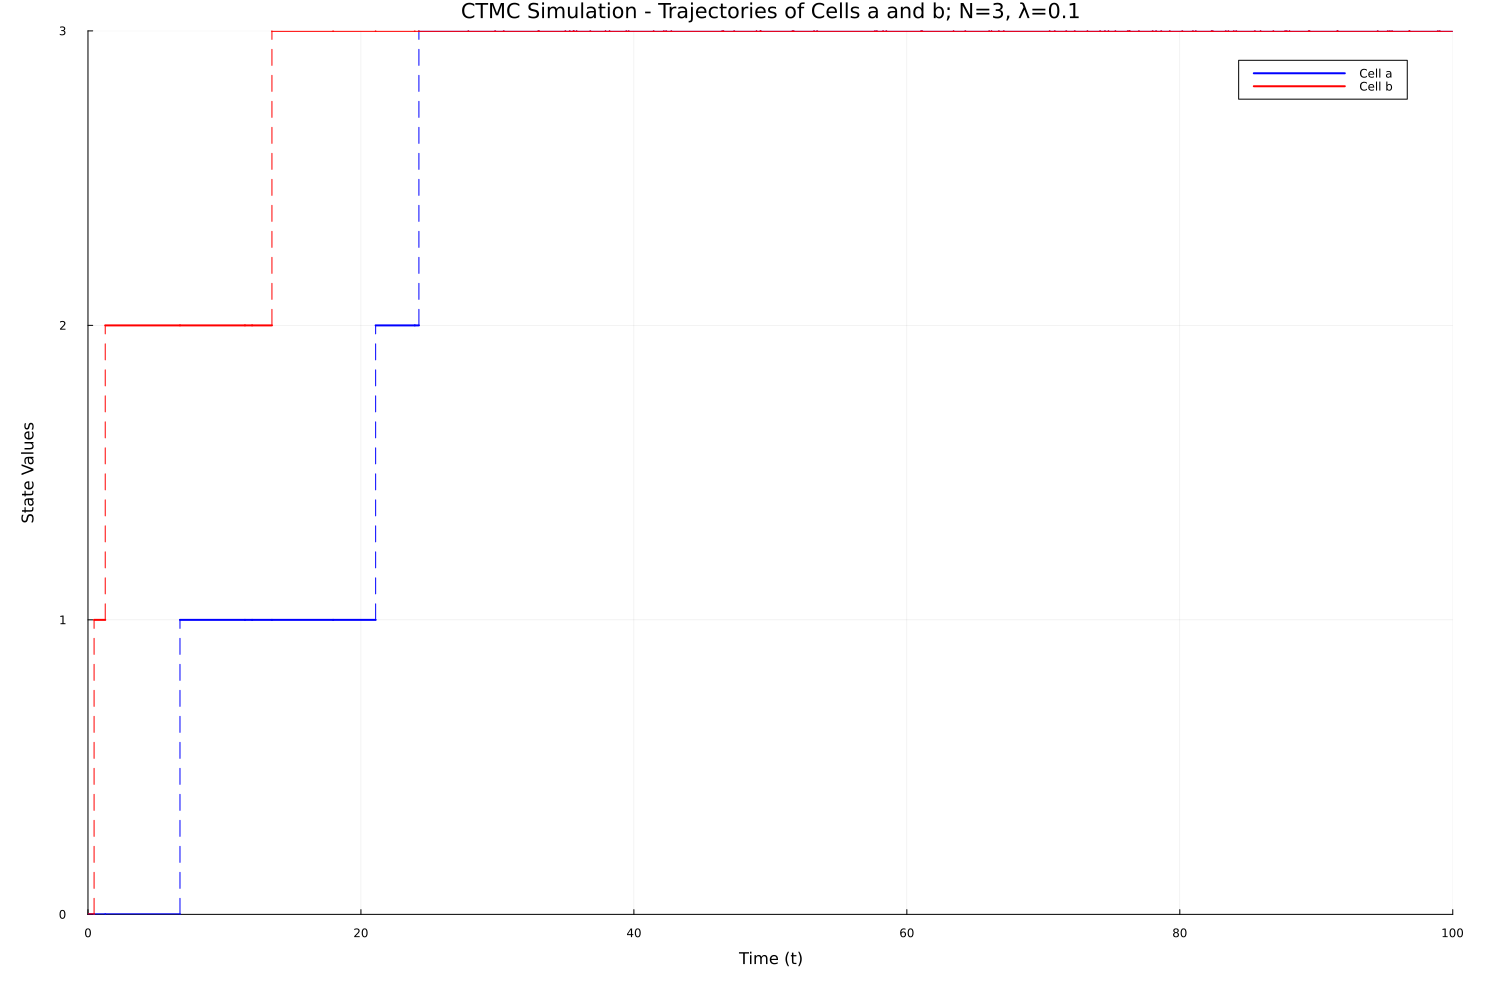 CTMC Simulation - Trajectories of Cells a and b; N=3, λ=0.1
3
Cell a
Cell b
2
State Values
1
0
0 20 40 60 80 100
Time (t)